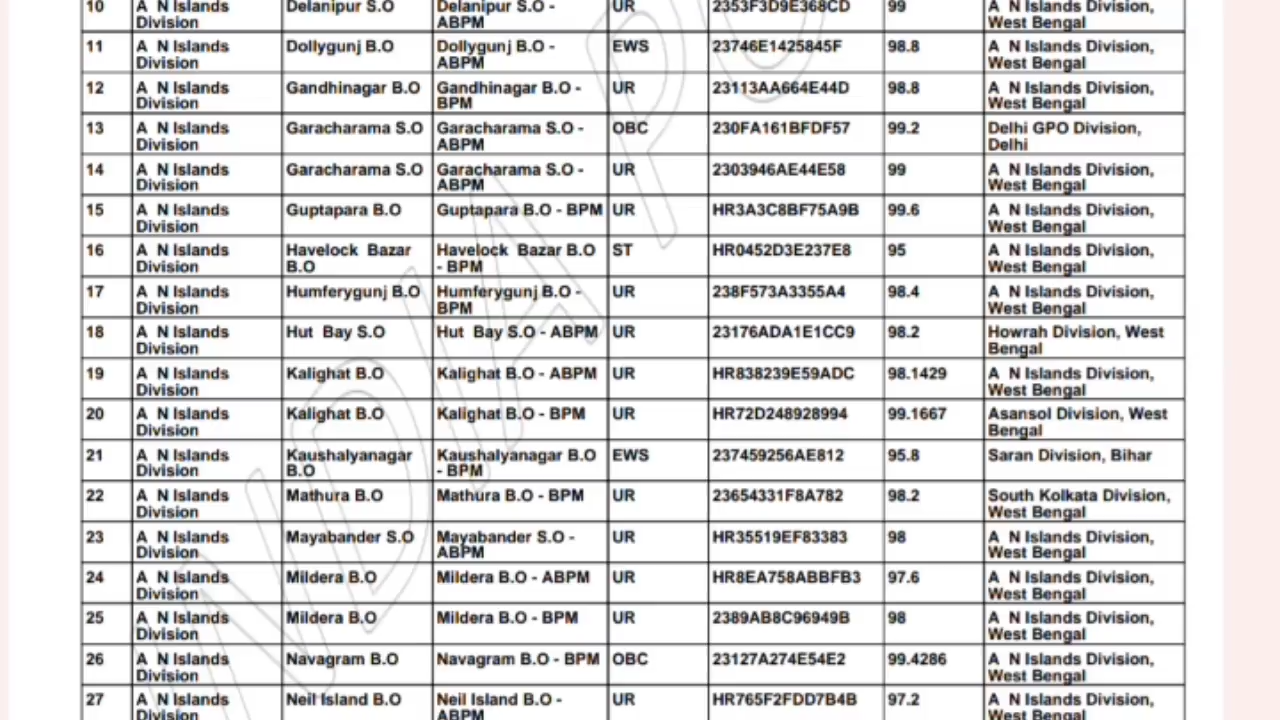 10 A N Islands Delanipur S.O Delanipur S.O - UR 2353F3D9E368CD 99 A N Islands Division,
Division ABPM West Bengal
11 A N Islands Dollygunj B.O Dollygunj B.O - EWS 23746E1425845F 98.8 A N Islands Division,
Division ABPM West Bengal
12 A N Islands Gandhinagar B.O Gandhinagar B.O - UR 23113AA664E44D 98.8 A N Islands Division,
Division BPM West Bengal
13 A N Islands Garacharama S.O Garacharama S.O - OBC 230FA161BFDF57 99.2 Delhi GPO Division,
Division ABPM Delhi
14 A N Islands Garacharama S.O Garacharama S.O - UR 2303946AE44E58 99 A N Islands Division,
Division ABPM West Bengal
15 A N Islands Guptapara B.O Guptapara B.O - BPM UR HR3A3C8BF75A9B 99.6 A N Islands Division,
Division West Bengal
16 A N Islands Havelock Bazar Havelock Bazar B.O ST HR0452D3E237E8 95 A N Islands Division,
Division B.O - BPM West Bengal
17 A N Islands Humferygunj B.O Humferygunj B.O - UR 238F573A3355A4 98.4 A N Islands Division,
Division BPM West Bengal
18 A N Islands Hut Bay S.O Hut Bay S.O - ABPM UR 23176ADA1E1CC9 98.2 Howrah Division, West
Division Bengal
19 A N Islands Kalighat B.O Kalighat B.O - ABPM UR HR838239E59ADC 98.1429 A N Islands Division,
Division West Bengal
20 A N Islands Kalighat B.O Kalighat B.O - BPM UR HR72D248928994 99.1667 Asansol Division, West
Division Bengal
21 A N Islands Kaushalyanagar Kaushalyanagar B.O EWS 237459256AE812 95.8 Saran Division, Bihar
Division B.O - BPM
22 A N Islands Mathura B.O Mathura B.O - BPM UR 23654331F8A782 98.2 South Kolkata Division,
Division West Bengal
23 A N Islands Mayabander S.O Mayabander S.O - UR HR35519EF83383 98 A N Islands Division,
Division ABPM West Bengal
24 A N Islands Mildera B.O Mildera B.O - ABPM UR HR8EA758ABBFB3 97.6 A N Islands Division,
Division West Bengal
25 A N Islands Mildera B.O Mildera B.O - BPM UR 2389AB8C96949B 98 A N Islands Division,
Division West Bengal
26 A N Islands Navagram B.O Navagram B.O - BPM OBC 23127A274E54E2 99.4286 A N Islands Division,
Division West Bengal
27 A N Islands Neil Island B.O Neil Island B.O - UR HR765F2FDD7B4B 97.2 A N Islands Division,
Division ABPM West Bengal